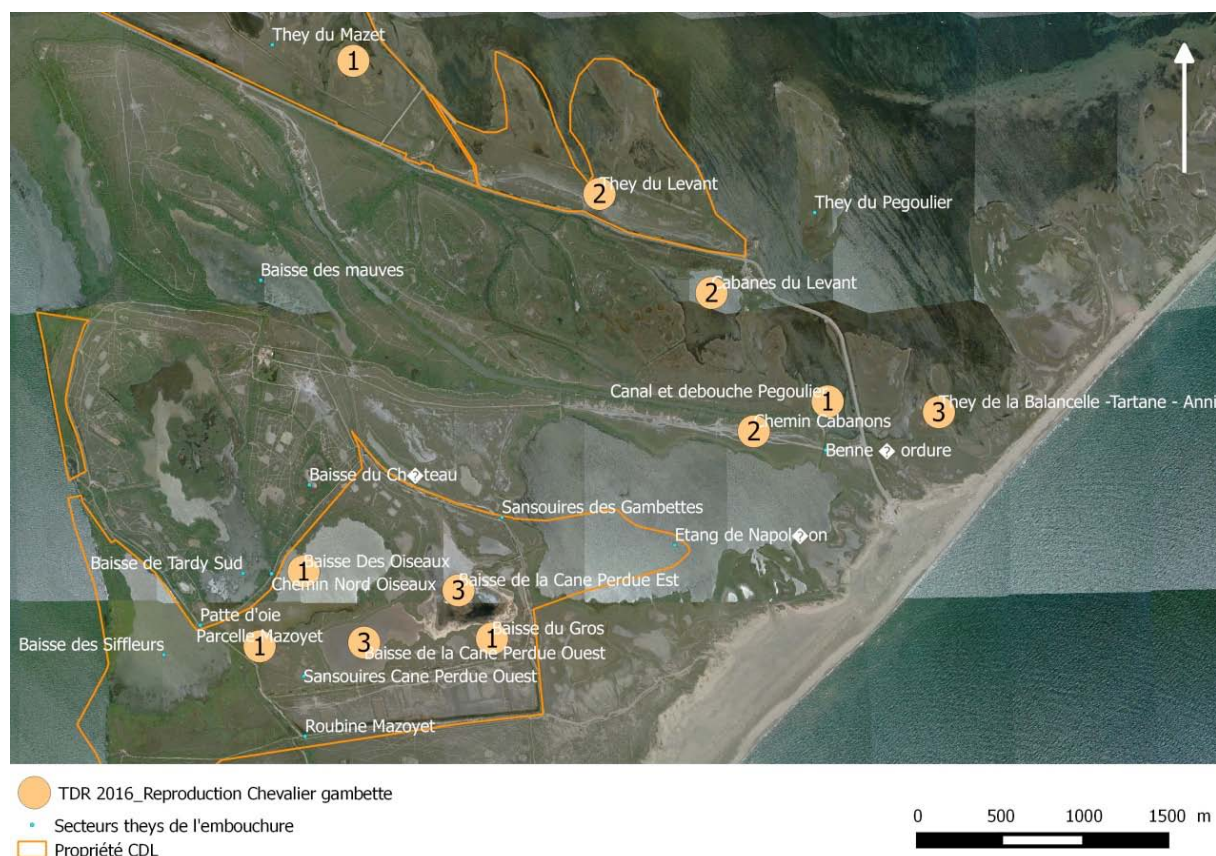 They du Mazet
1
2
They du Levant
They du Pegoulier
Baisse des mauves
2
Cabanes du Levant
Canal et debouche Pegoulier
1
3
They de la Balancelle -Tartane - Anni
2
Chemin Cabanons
Benne � ordure
Baisse du Ch�teau
Sansouires des Gambettes
Etang de Napol�on
Baisse de Tardy Sud
1
Baisse Des Oiseaux
Chemin Nord Oiseaux
3
Baisse de la Cane Perdue Est
Patte d'oie
Parcelle Mazoyet
1
Baisse des Siffleurs
3
Baisse de la Cane Perdue Ouest
1
Baisse du Gros
Sansouires Cane Perdue Ouest
Roubine Mazoyet
TDR 2016_Reproduction Chevalier gambette
Secteurs theys de l'embouchure
Propriété CDL
0 500 1000 1500 m